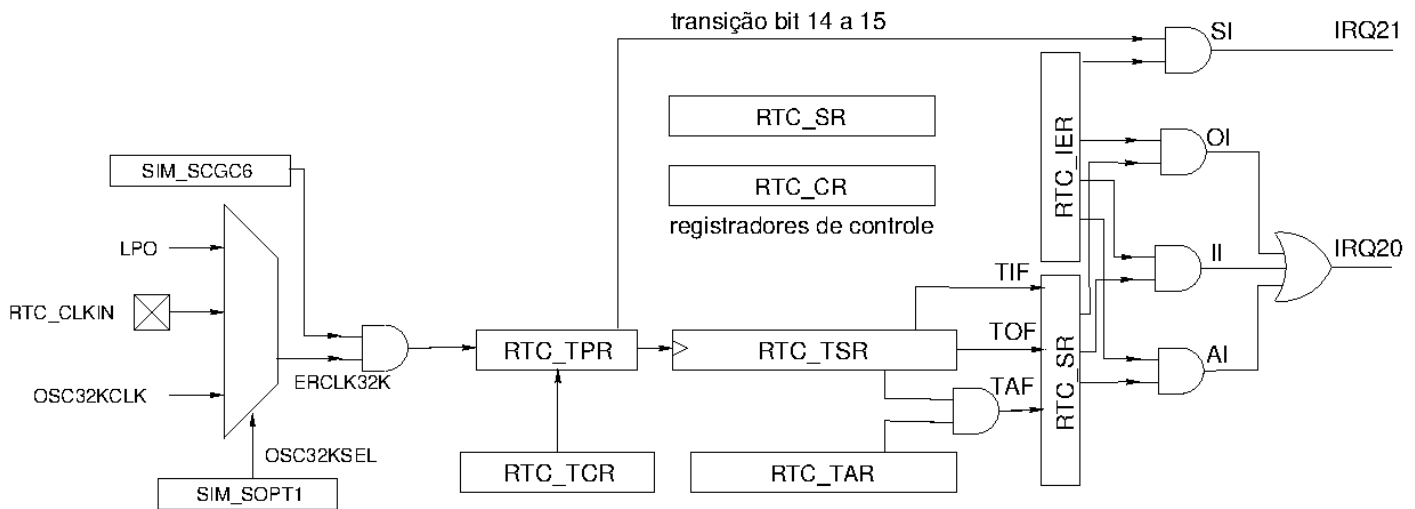 transição bit 14 a 15
SI
IRQ21
RTC_SR
RTC_IER
OI
SIM_SCGC6
RTC_CR
registradores de controle
LPO
II
IRQ20
TIF
RTC_CLKIN
RTC_TPR
RTC_TSR
TOF
RTC_SR
AI
ERCLK32K
TAF
OSC32KCLK
OSC32KSEL
RTC_TCR
RTC_TAR
SIM_SOPT1